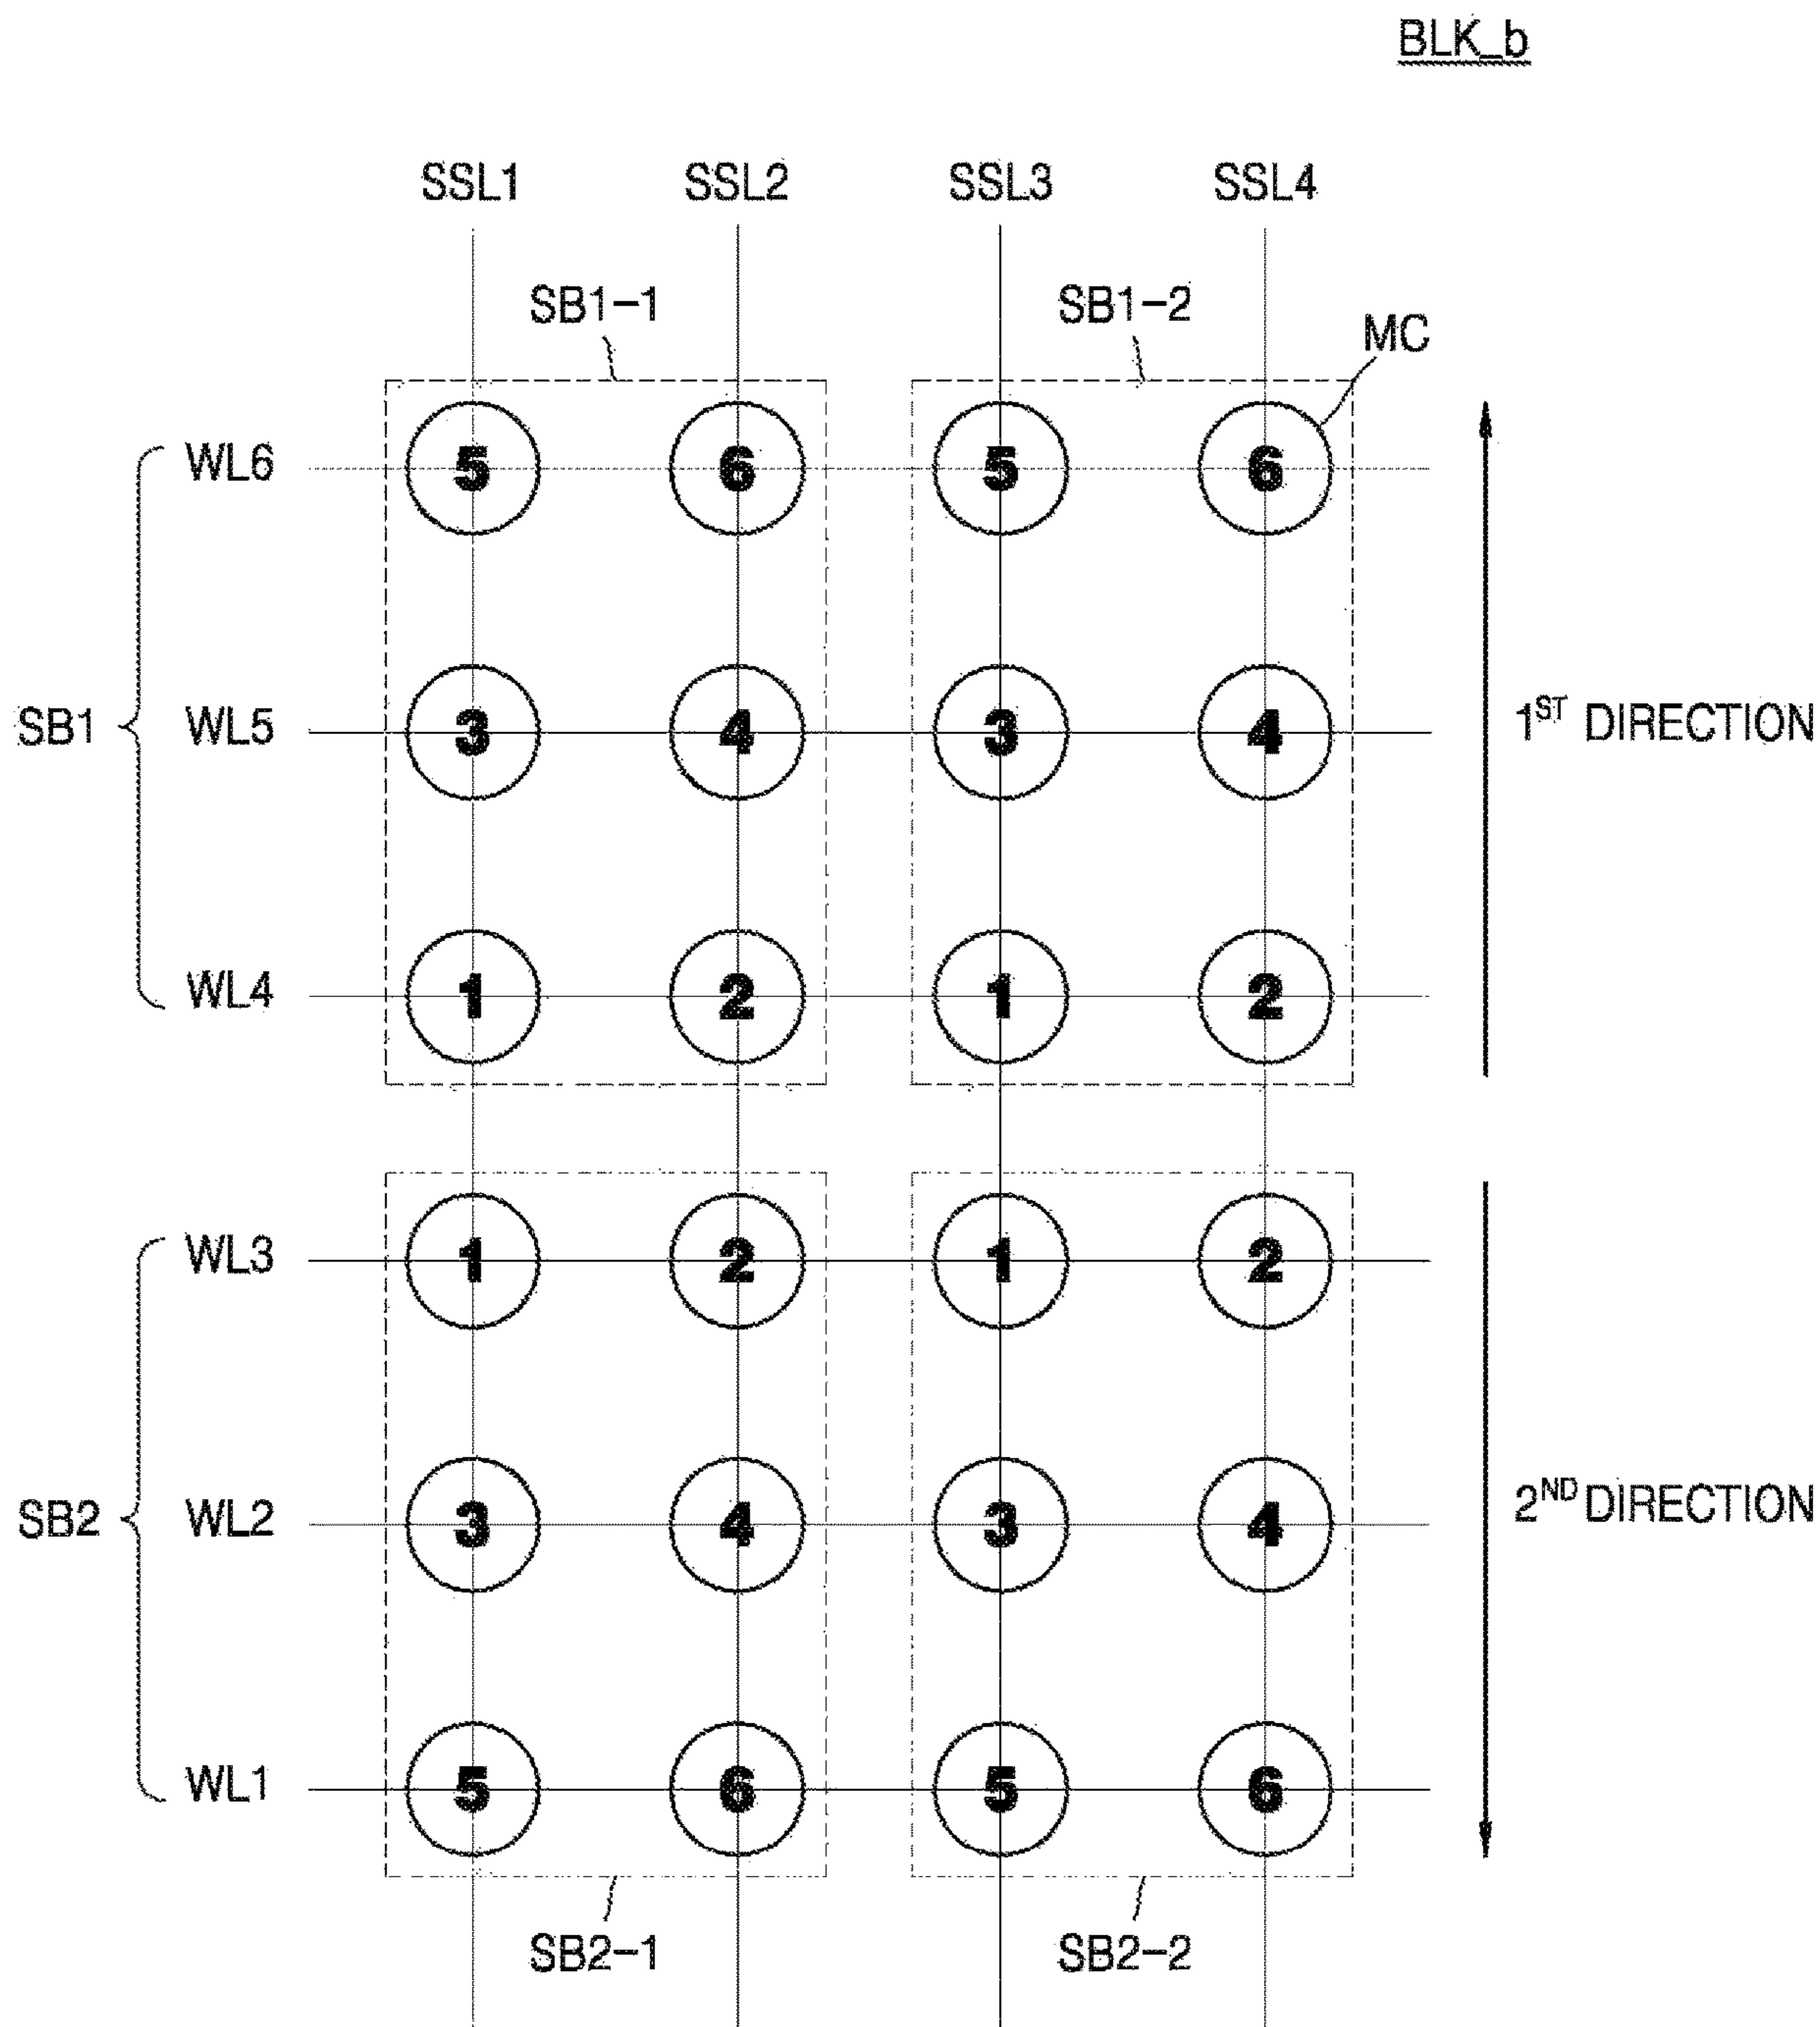 BLK_b
SSL1 SSL2 SSL3 SSL4
SB1-1 SB1-2
MC
WL6 5 6 5 6
SB1 WL5 3 4 3 4 1ST DIRECTION
WL4 1 2 1 2
WL3 1 2 1 2
SB2 WL2 3 4 3 4 2ND DIRECTION
WL1 5 6 5 6
SB2-1 SB2-2